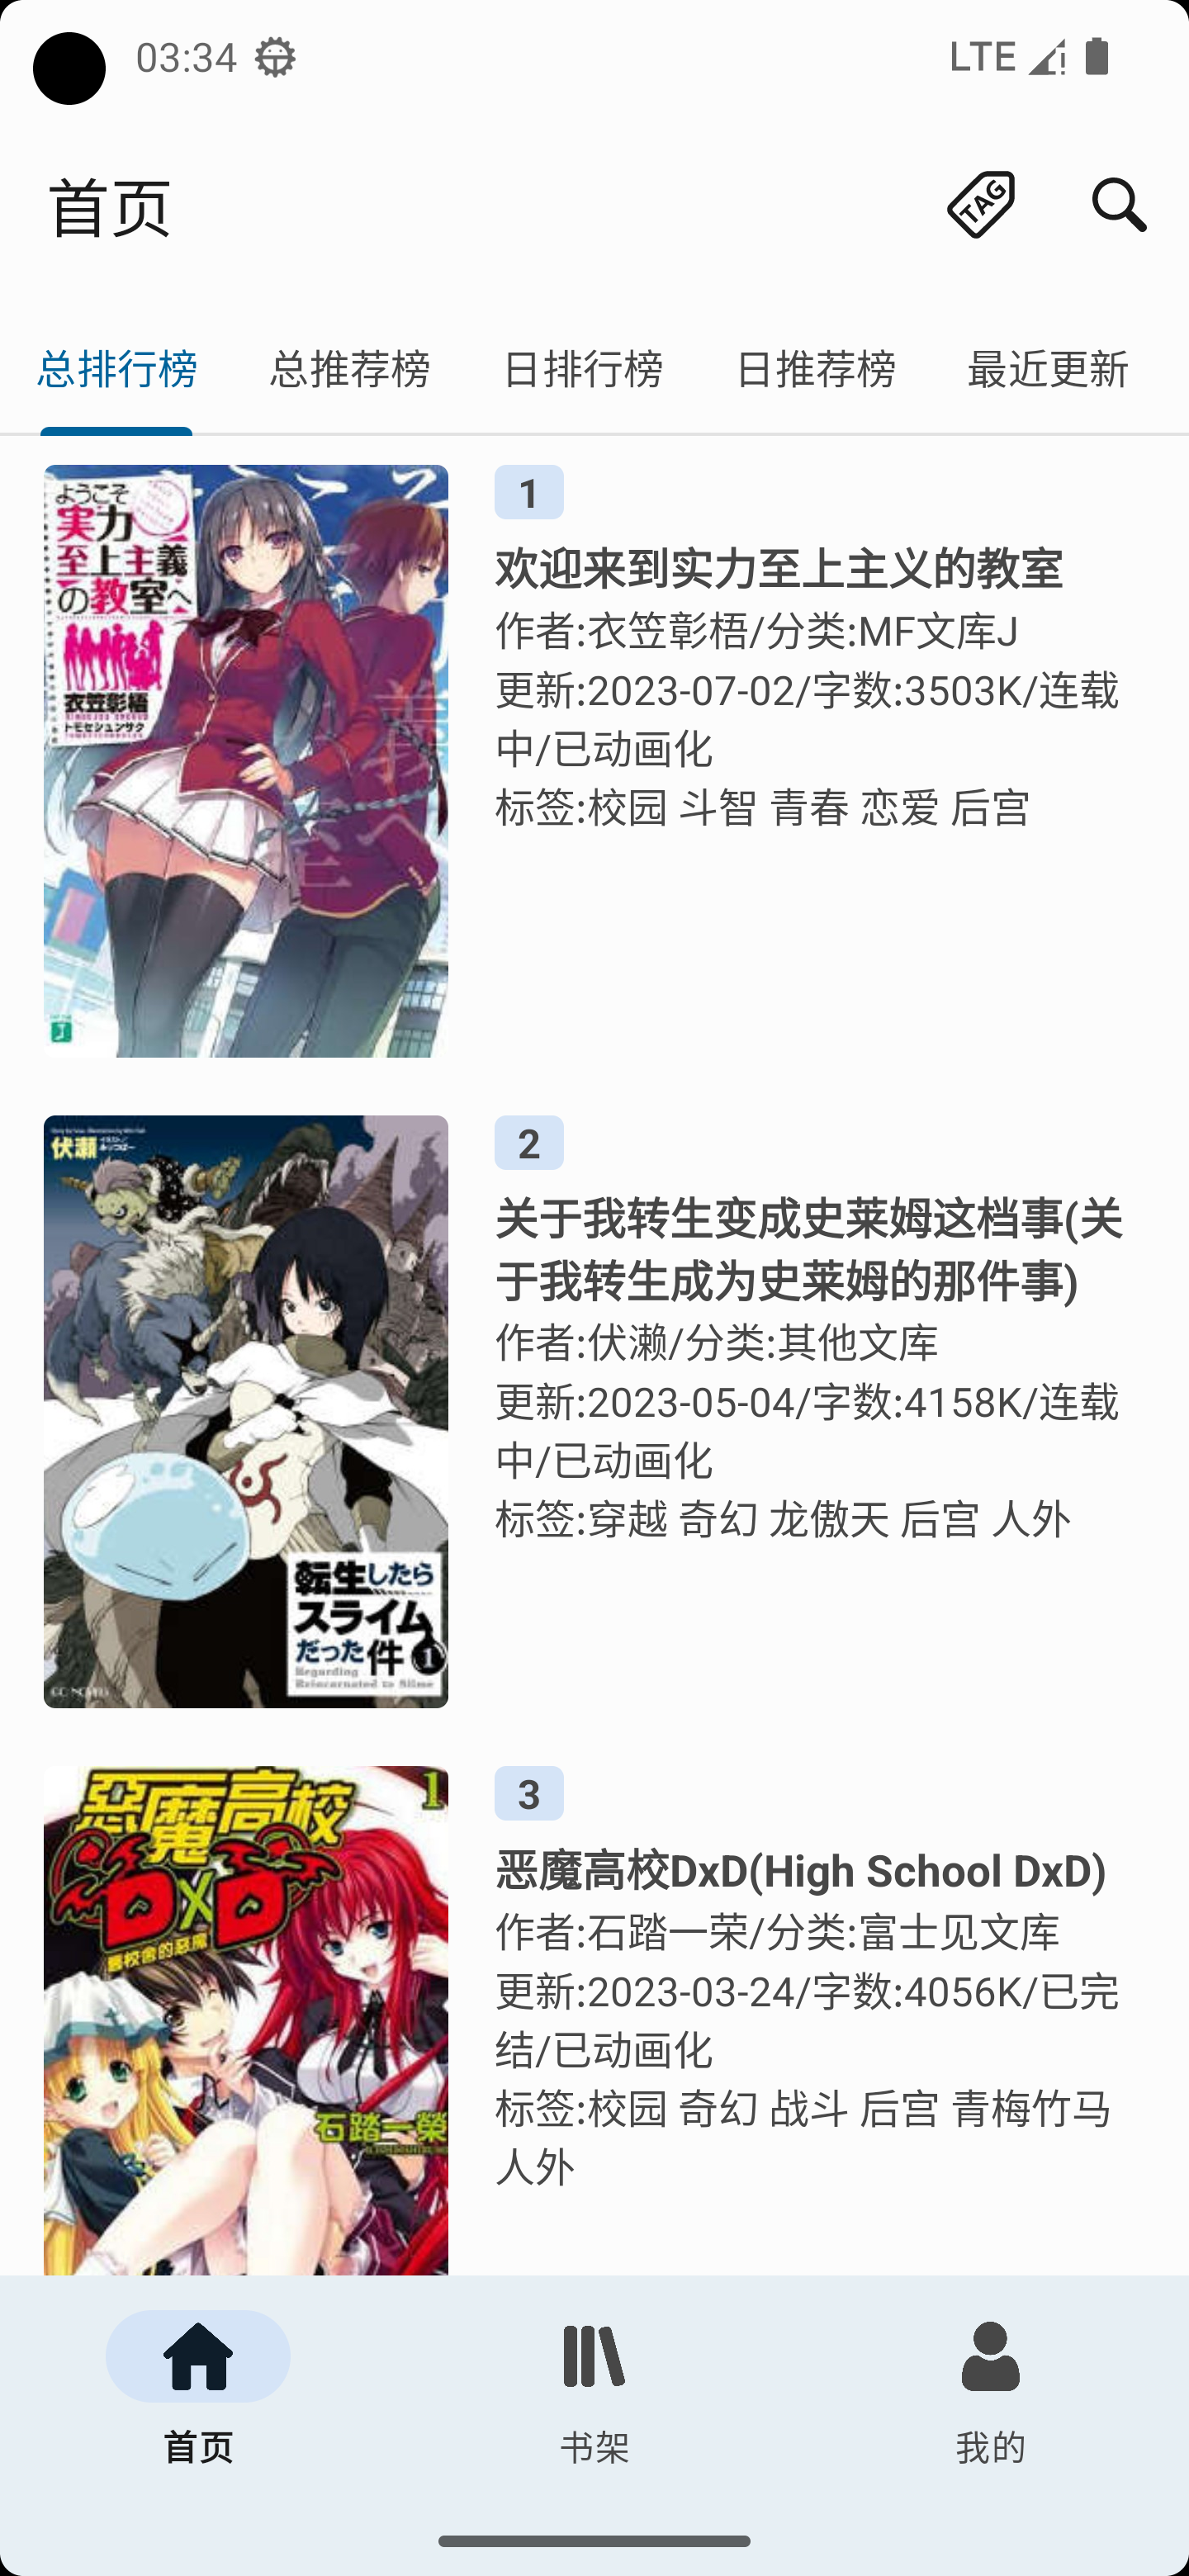 03:34
LTE
首页
TAG
总排行榜 总推荐榜 日排行榜 日推荐榜 最近更新
ようこそ
実力
至上主義
の教室へ
衣笠彰梧
トモセシュンサク
1
欢迎来到实力至上主义的教室
作者:衣笠彰梧/分类:MF文库J
更新:2023-07-02/字数:3503K/连载
中/已动画化
标签:校园 斗智 青春 恋爱 后宫
伏瀬
転生したら
スライム
だった件 1
Regarding
Reincarnated to Slime
GC NOVELS
2
关于我转生变成史莱姆这档事(关
于我转生成为史莱姆的那件事)
作者:伏濑/分类:其他文库
更新:2023-05-04/字数:4158K/连载
中/已动画化
标签:穿越 奇幻 龙傲天 后宫 人外
惡魔高校 1
DXD
舊校舍的惡魔
石踏一榮
3
恶魔高校DxD(High School DxD)
作者:石踏一荣/分类:富士见文库
更新:2023-03-24/字数:4056K/已完
结/已动画化
标签:校园 奇幻 战斗 后宫 青梅竹马
人外
首页 书架 我的